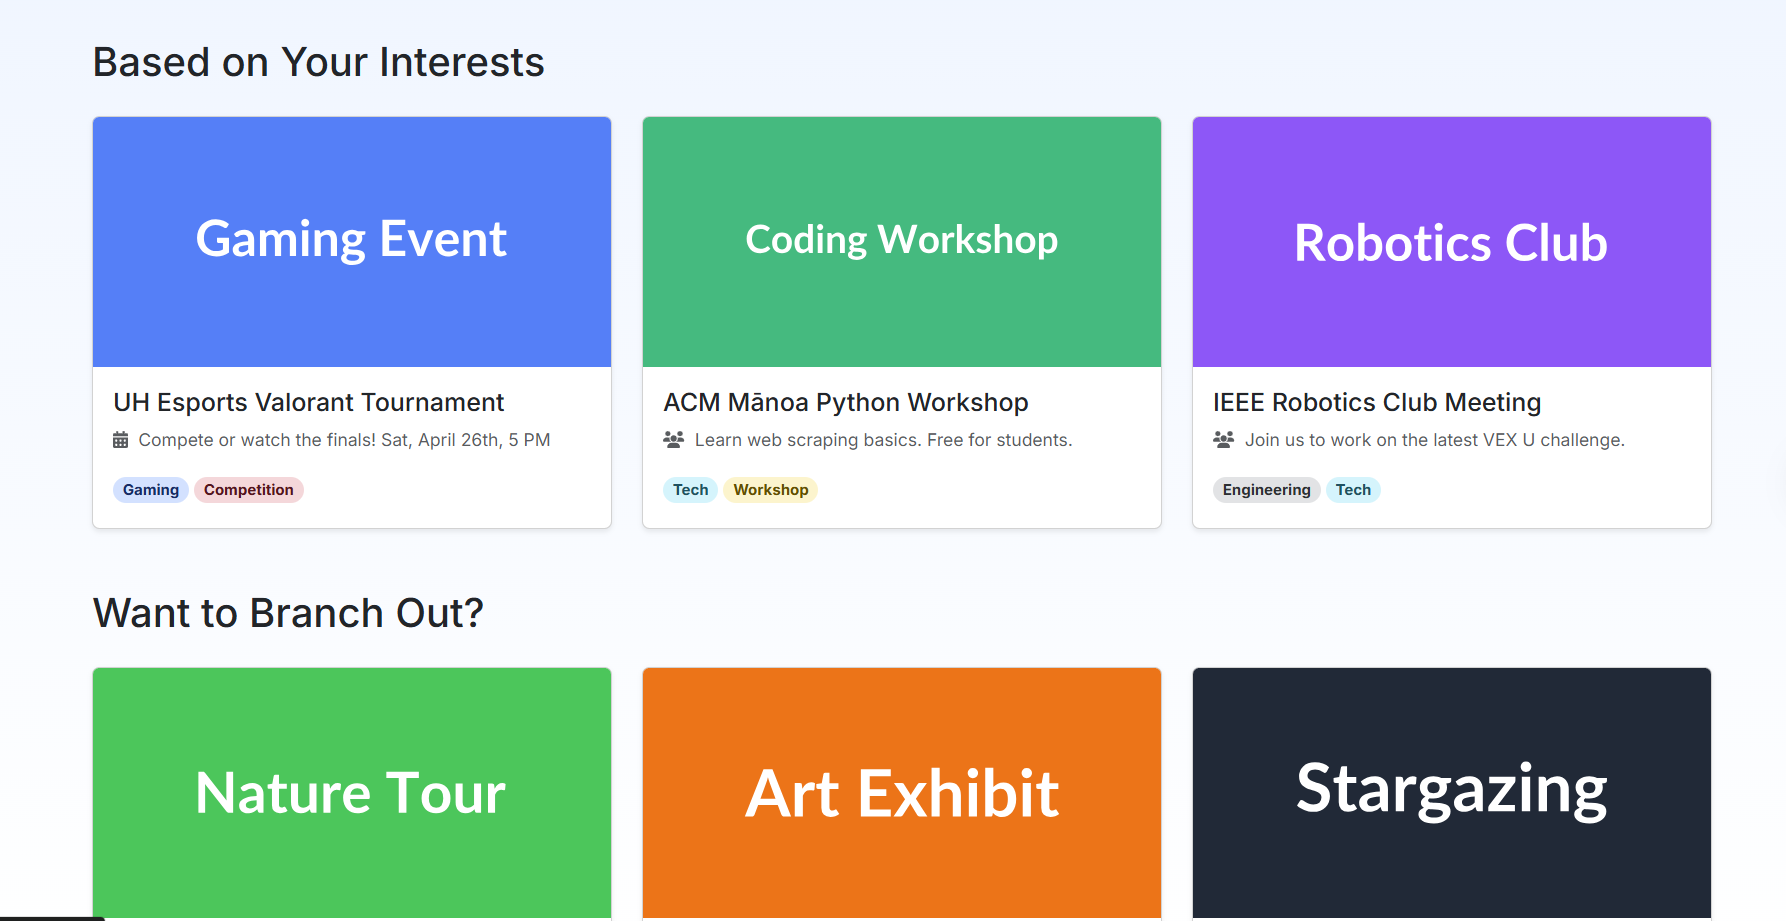 Based on Your Interests
Gaming Event
Coding Workshop
Robotics Club
UH Esports Valorant Tournament
Compete or watch the finals! Sat, April 26th, 5 PM
Gaming Competition
ACM Mānoa Python Workshop
Learn web scraping basics. Free for students.
Tech Workshop
IEEE Robotics Club Meeting
Join us to work on the latest VEX U challenge.
Engineering Tech
Want to Branch Out?
Nature Tour
Art Exhibit
Stargazing